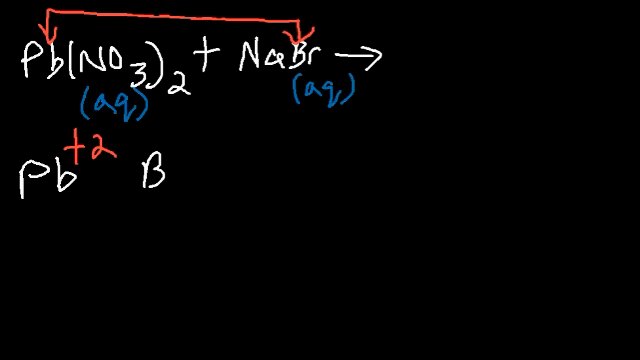 Pb(NO₃)₂ + NaBr →
(aq) (aq)
Pb⁺² B